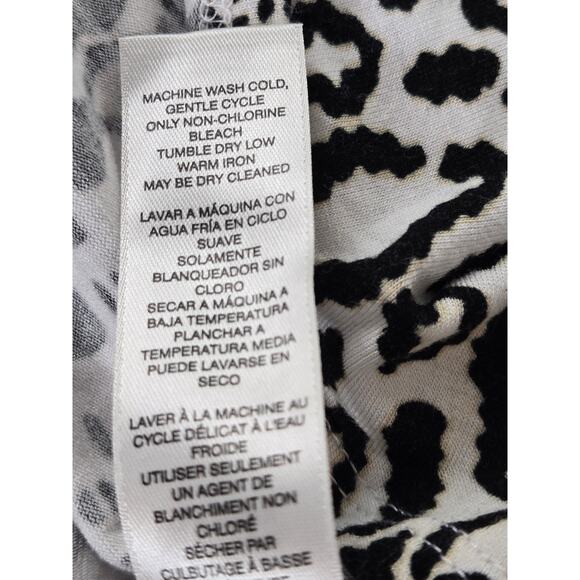 MACHINE WASH COLD,
GENTLE CYCLE
ONLY NON-CHLORINE
BLEACH
TUMBLE DRY LOW
WARM IRON
MAY BE DRY CLEANED
LAVAR A MÁQUINA CON
AGUA FRÍA EN CICLO
SUAVE
SOLAMENTE
BLANQUEADOR SIN
CLORO
SECAR A MÁQUINA A
BAJA TEMPERATURA
PLANCHAR A
TEMPERATURA MEDIA
PUEDE LAVARSE EN
SECO
LAVER À LA MACHINE AU
CYCLE DÉLICAT À L'EAU
FROIDE
UTILISER SEULEMENT
UN AGENT DE
BLANCHIMENT NON
CHLORÉ
SÉCHER PAR
CULBUTAGE À BASSE